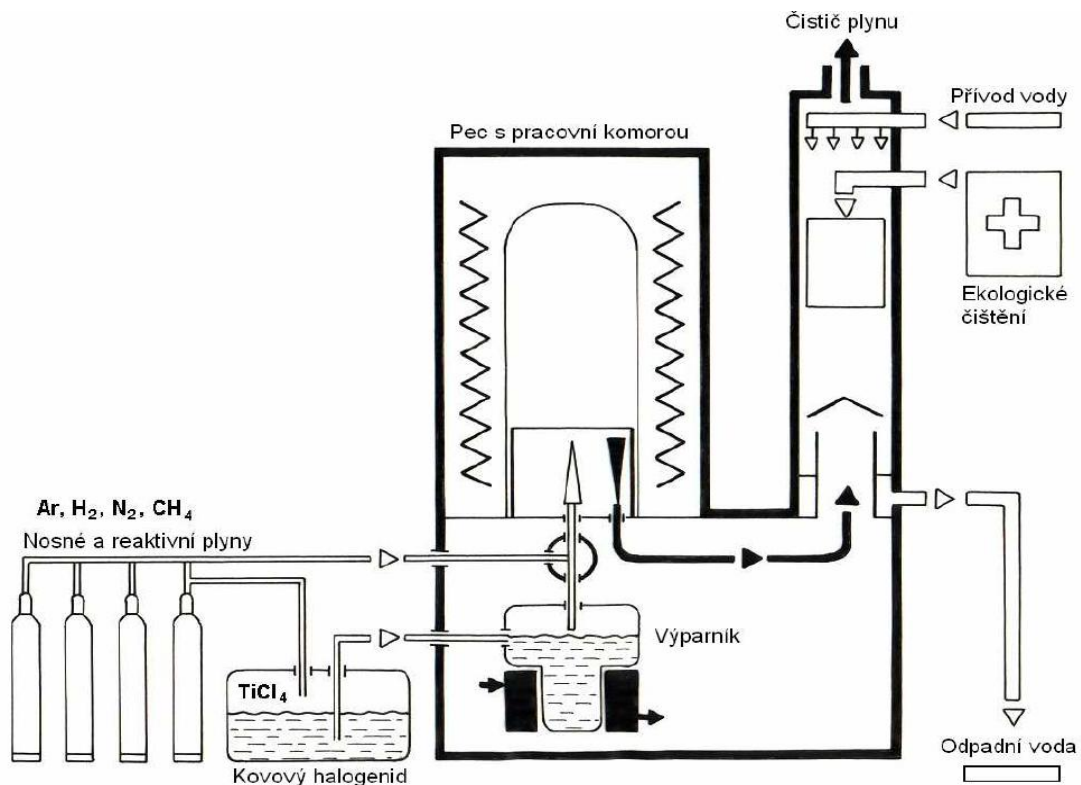 Čistič plynu
Přívod vody
Pec s pracovní komorou
Ekologické
čištění
Ar, H₂, N₂, CH₄
Nosné a reaktivní plyny
Výparník
TiCl₄
Kovový halogenid
Odpadní voda